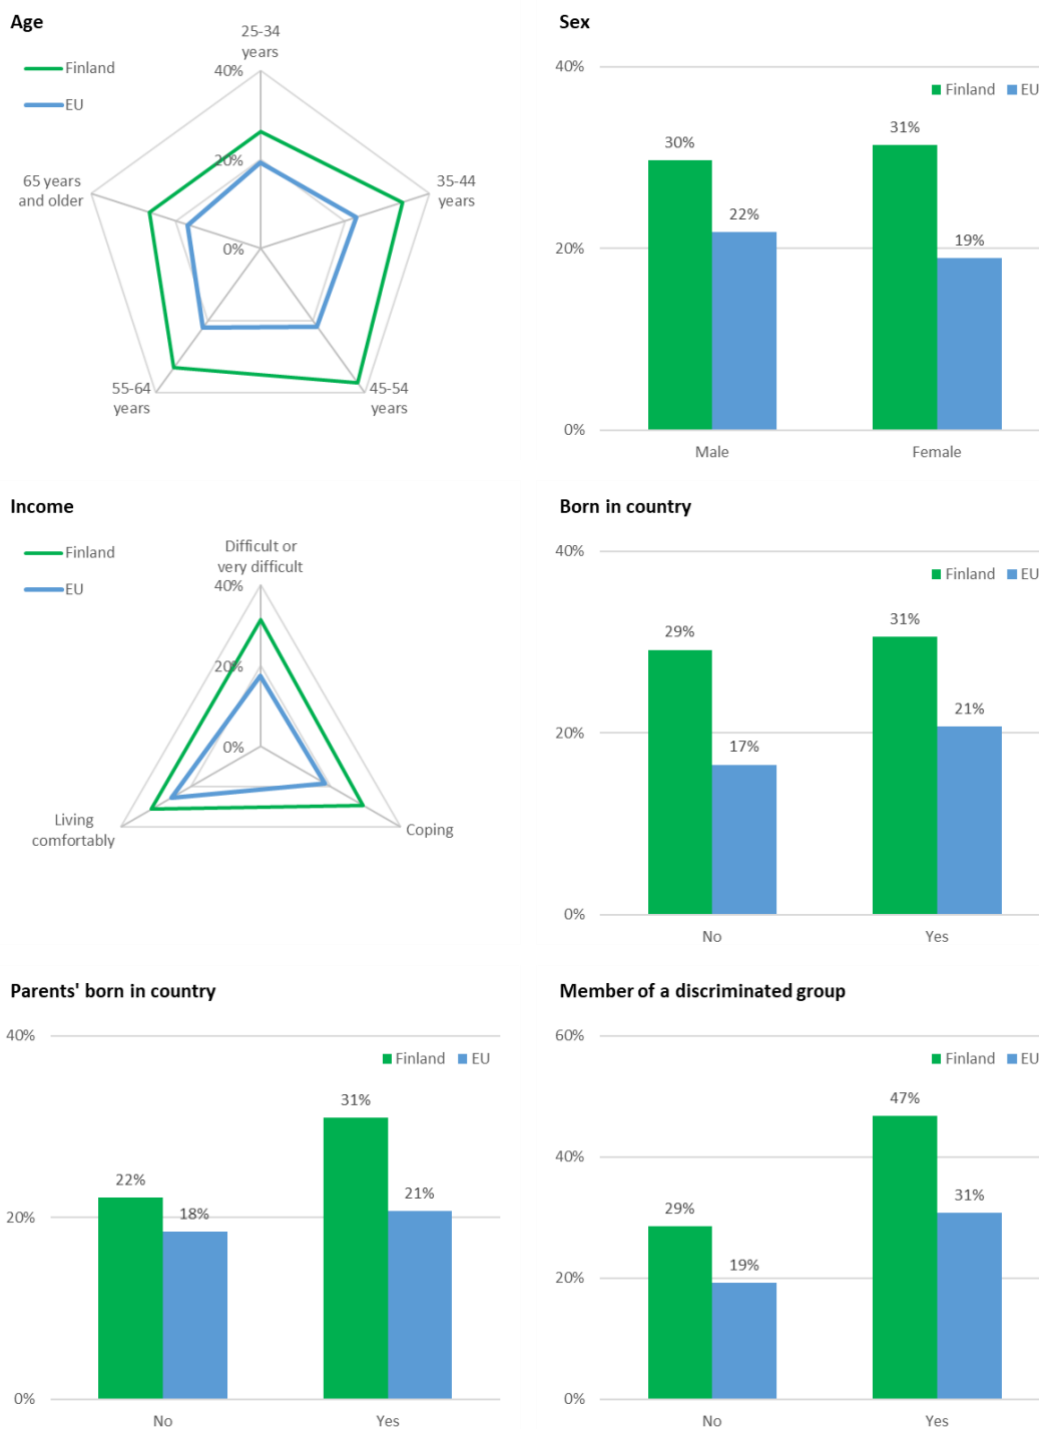 Age
25-34
years
Finland
40%
EU
20%
65 years
and older
35-44
years
0%
55-64
years
45-54
years
Sex
40%
Finland EU
30%
31%
22%
19%
20%
0%
Male
Female
Income
Finland
Difficult or
very difficult
EU
40%
20%
0%
Living
comfortably
Coping
Born in country
40%
Finland EU
29%
31%
17%
21%
20%
0%
No
Yes
Parents' born in country
40%
Finland EU
31%
22%
18%
21%
20%
0%
No
Yes
Member of a discriminated group
60%
Finland EU
47%
40%
29%
31%
19%
20%
0%
No
Yes